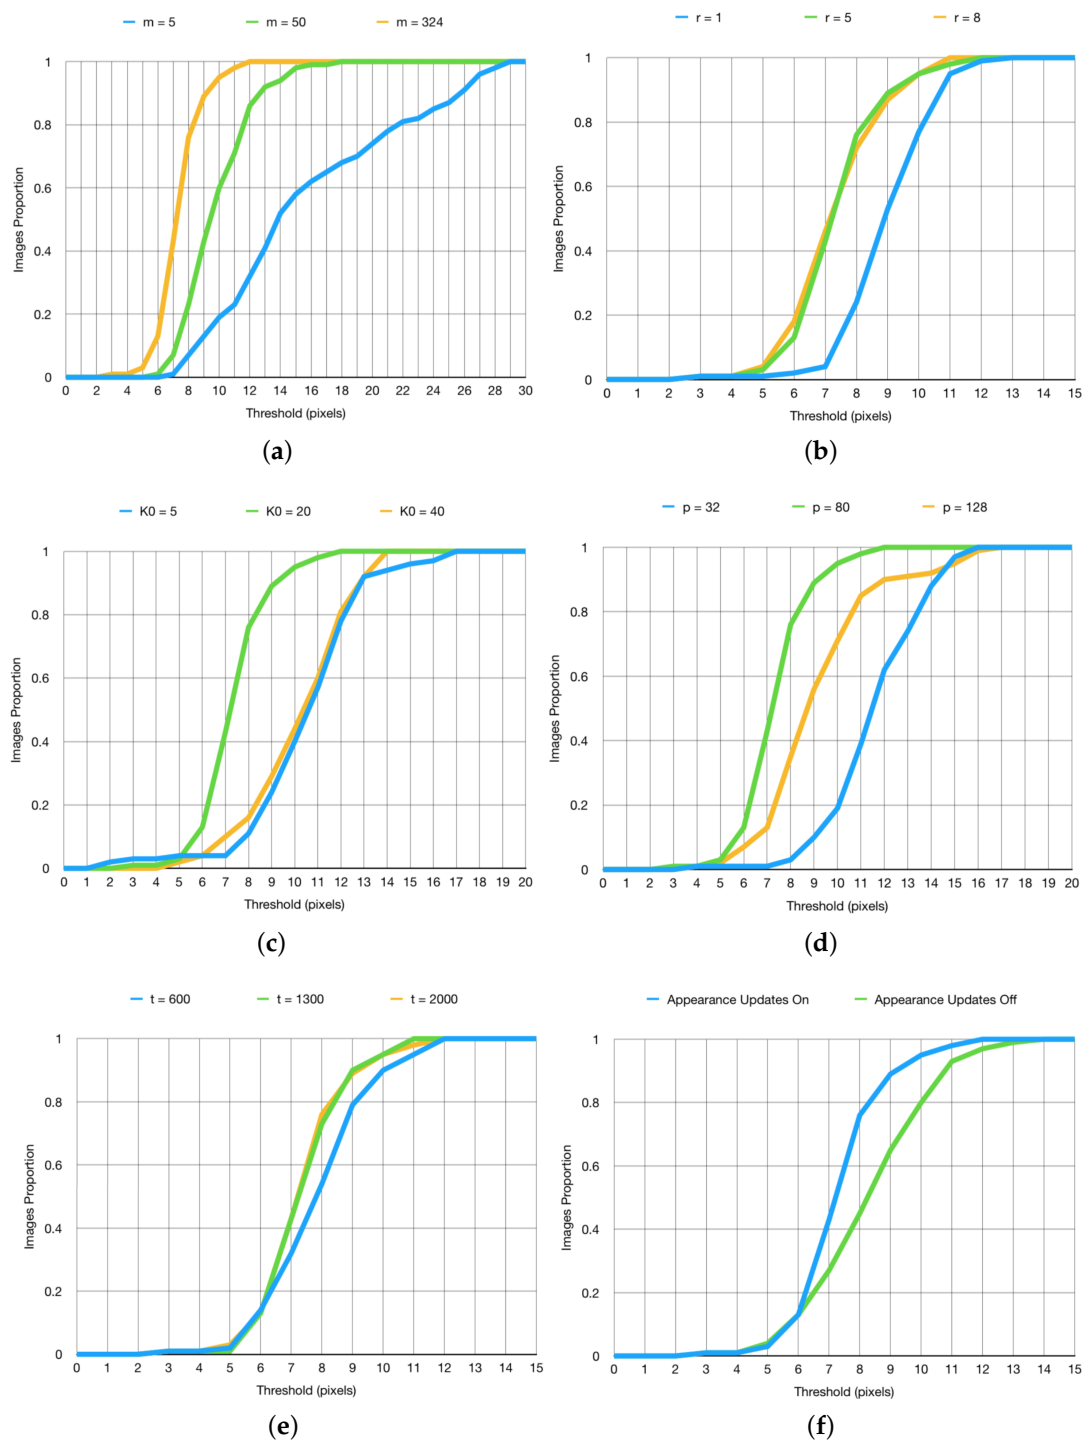 m = 5 m = 50 m = 324
1
0.8
0.6
0.4
0.2
0
Images Proportion
0 2 4 6 8 10 12 14 16 18 20 22 24 26 28 30
Threshold (pixels)
(a)
r = 1 r = 5 r = 8
1
0.8
0.6
0.4
0.2
0
Images Proportion
0 1 2 3 4 5 6 7 8 9 10 11 12 13 14 15
Threshold (pixels)
(b)
K0 = 5 K0 = 20 K0 = 40
1
0.8
0.6
0.4
0.2
0
Images Proportion
0 1 2 3 4 5 6 7 8 9 10 11 12 13 14 15 16 17 18 19 20
Threshold (pixels)
(c)
p = 32 p = 80 p = 128
1
0.8
0.6
0.4
0.2
0
Images Proportion
0 1 2 3 4 5 6 7 8 9 10 11 12 13 14 15 16 17 18 19 20
Threshold (pixels)
(d)
t = 600 t = 1300 t = 2000
1
0.8
0.6
0.4
0.2
0
Images Proportion
0 1 2 3 4 5 6 7 8 9 10 11 12 13 14 15
Threshold (pixels)
(e)
Appearance Updates On Appearance Updates Off
1
0.8
0.6
0.4
0.2
0
Images Proportion
0 1 2 3 4 5 6 7 8 9 10 11 12 13 14 15
Threshold (pixels)
(f)